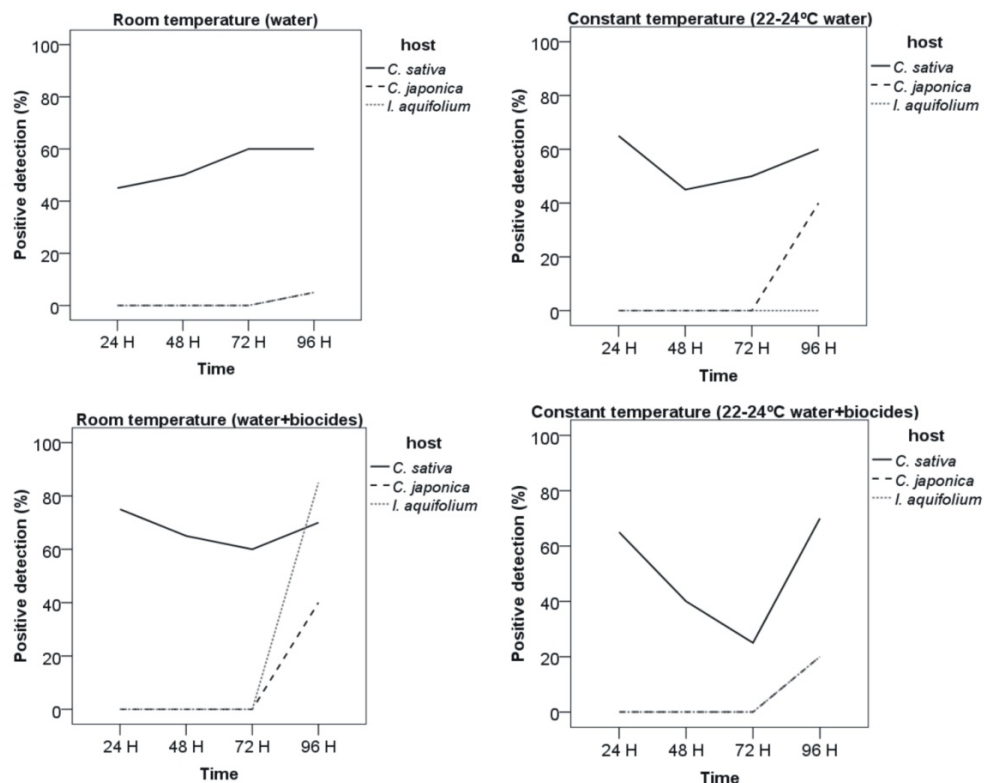 Room temperature (water)
100
80
60
40
20
0
Positive detection (%)
24 H 48 H 72 H 96 H
Time
host
C. sativa
C. japonica
I. aquifolium
Constant temperature (22-24ºC water)
100
80
60
40
20
0
Positive detection (%)
24 H 48 H 72 H 96 H
Time
host
C. sativa
C. japonica
I. aquifolium
Room temperature (water+biocides)
100
80
60
40
20
0
Positive detection (%)
24 H 48 H 72 H 96 H
Time
host
C. sativa
C. japonica
I. aquifolium
Constant temperature (22-24ºC water+biocides)
100
80
60
40
20
0
Positive detection (%)
24 H 48 H 72 H 96 H
Time
host
C. sativa
C. japonica
I. aquifolium